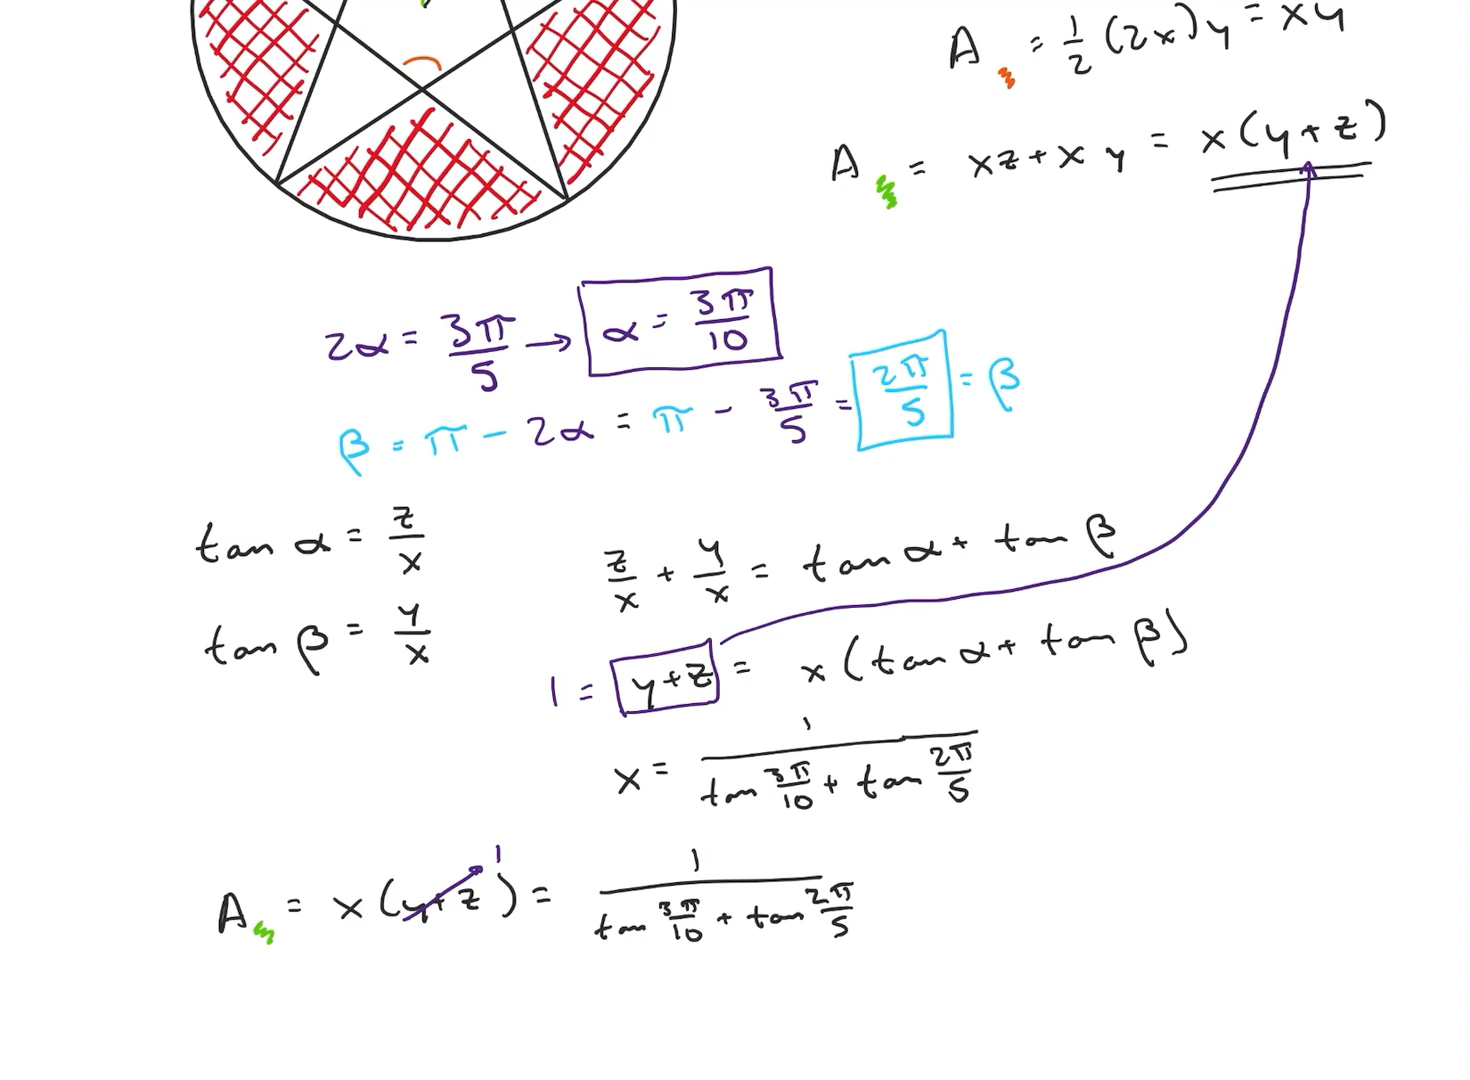 A = 1/2 (2x) y = xy
A = xz + xy = x(y+z)
2α = 3π/5 → α = 3π/10
β = π - 2α = π - 3π/5 = 2π/5 = β
tan α = z/x
z/x + y/x = tan α + tan β
tan β = y/x
1 = y+z = x(tan α + tan β)
x = 1/(tan 3π/10 + tan 2π/5)
A = x(y+z) 1 = 1/(tan 3π/10 + tan 2π/5)